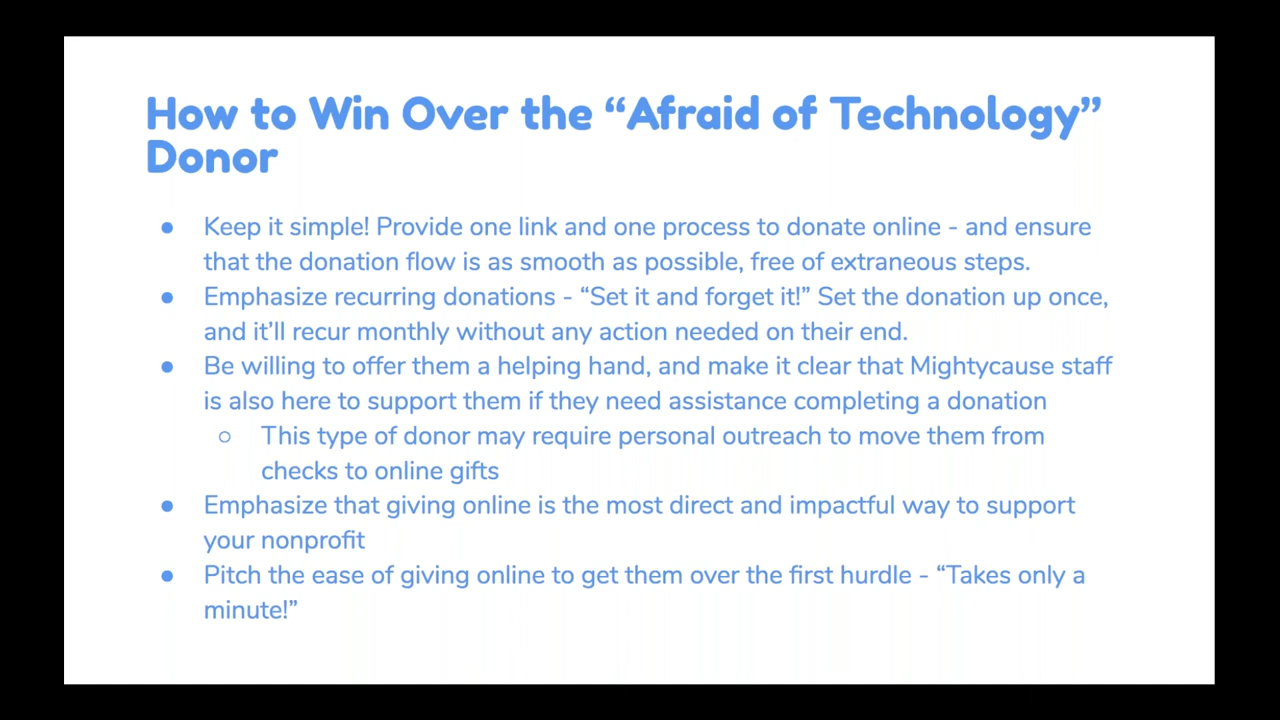 How to Win Over the “Afraid of Technology”
Donor
● Keep it simple! Provide one link and one process to donate online - and ensure
that the donation flow is as smooth as possible, free of extraneous steps.
● Emphasize recurring donations - “Set it and forget it!” Set the donation up once,
and it’ll recur monthly without any action needed on their end.
● Be willing to offer them a helping hand, and make it clear that Mightycause staff
is also here to support them if they need assistance completing a donation
○ This type of donor may require personal outreach to move them from
checks to online gifts
● Emphasize that giving online is the most direct and impactful way to support
your nonprofit
● Pitch the ease of giving online to get them over the first hurdle - “Takes only a
minute!”